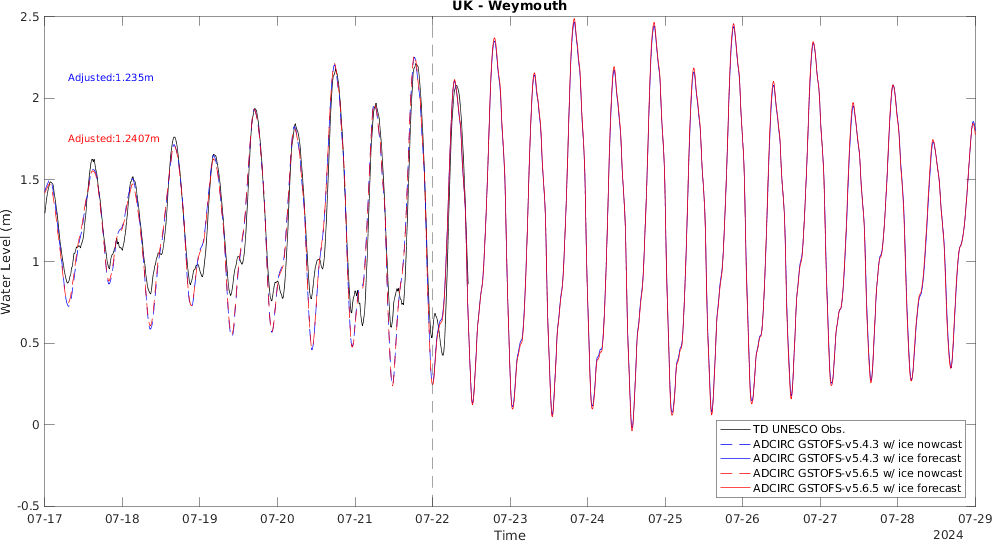 UK - Weymouth
2.5
2
1.5
1
0.5
0
-0.5
Water Level (m)
Adjusted:1.235m
Adjusted:1.2407m
TD UNESCO Obs.
ADCIRC GSTOFS-v5.4.3 w/ ice nowcast
ADCIRC GSTOFS-v5.4.3 w/ ice forecast
ADCIRC GSTOFS-v5.6.5 w/ ice nowcast
ADCIRC GSTOFS-v5.6.5 w/ ice forecast
07-17 07-18 07-19 07-20 07-21 07-22 07-23 07-24 07-25 07-26 07-27 07-28 07-29
Time
2024